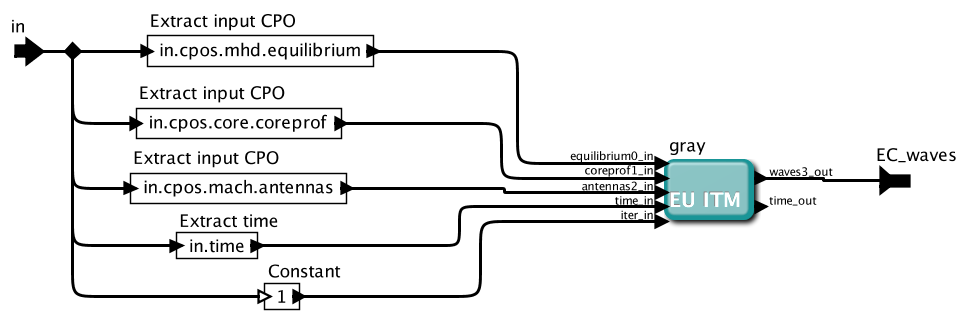 in
Extract input CPO
in.cpos.mhd.equilibrium
Extract input CPO
in.cpos.core.coreprof
Extract input CPO
in.cpos.mach.antennas
Extract time
in.time
Constant
1
gray
equilibrium0_in
coreprof1_in
antennas2_in
time_in
iter_in
EU ITM
waves3_out
time_out
EC_waves